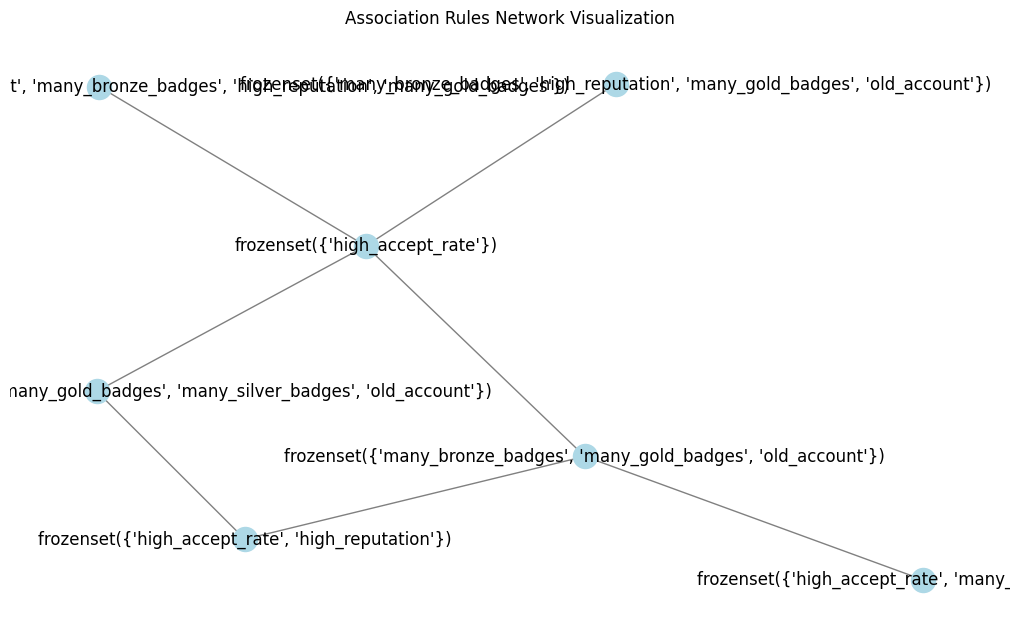 Association Rules Network Visualization
t', 'many_bronze_badges', 'high_reputation', 'many_gold_badges'})
frozenset({'many_bronze_badges', 'high_reputation', 'many_gold_badges', 'old_account'})
frozenset({'high_accept_rate'})
many_gold_badges', 'many_silver_badges', 'old_account'})
frozenset({'many_bronze_badges', 'many_gold_badges', 'old_account'})
frozenset({'high_accept_rate', 'high_reputation'})
frozenset({'high_accept_rate', 'many_